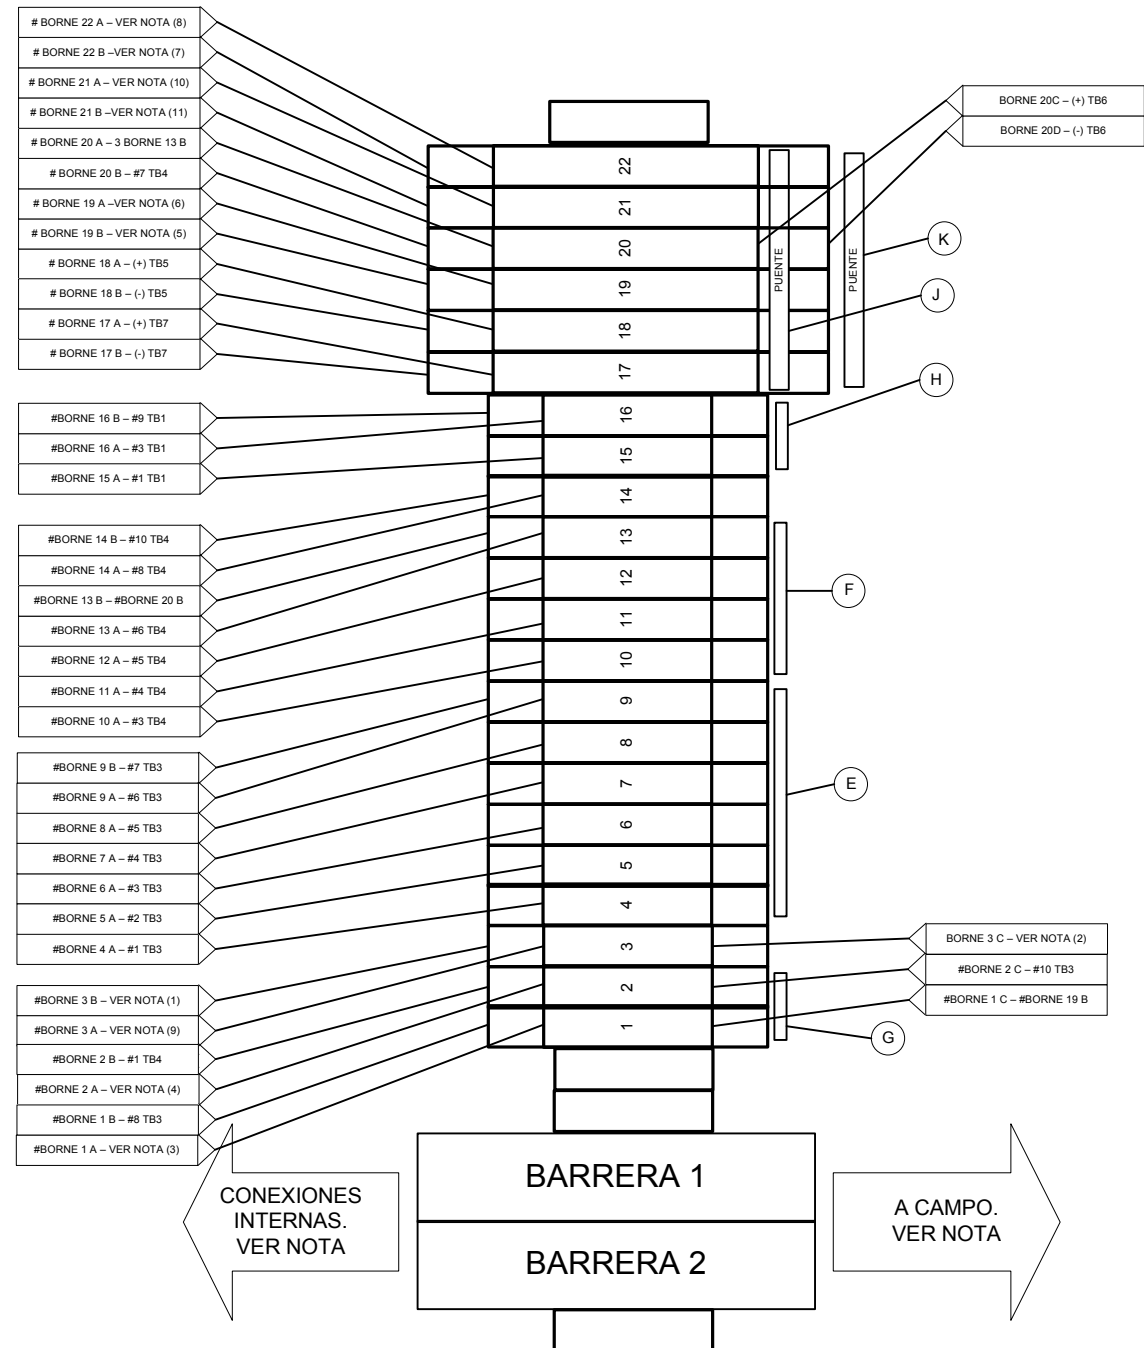 # BORNE 22 A – VER NOTA (8)
# BORNE 22 B –VER NOTA (7)
# BORNE 21 A – VER NOTA (10)
# BORNE 21 B –VER NOTA (11)
# BORNE 20 A – 3 BORNE 13 B
# BORNE 20 B – #7 TB4
# BORNE 19 A –VER NOTA (6)
# BORNE 19 B – VER NOTA (5)
# BORNE 18 A – (+) TB5
# BORNE 18 B – (-) TB5
# BORNE 17 A – (+) TB7
# BORNE 17 B – (-) TB7
#BORNE 16 B – #9 TB1
#BORNE 16 A – #3 TB1
#BORNE 15 A – #1 TB1
#BORNE 14 B – #10 TB4
#BORNE 14 A – #8 TB4
#BORNE 13 B – #BORNE 20 B
#BORNE 13 A – #6 TB4
#BORNE 12 A – #5 TB4
#BORNE 11 A – #4 TB4
#BORNE 10 A – #3 TB4
#BORNE 9 B – #7 TB3
#BORNE 9 A – #6 TB3
#BORNE 8 A – #5 TB3
#BORNE 7 A – #4 TB3
#BORNE 6 A – #3 TB3
#BORNE 5 A – #2 TB3
#BORNE 4 A – #1 TB3
#BORNE 3 B – VER NOTA (1)
#BORNE 3 A – VER NOTA (9)
#BORNE 2 B – #1 TB4
#BORNE 2 A – VER NOTA (4)
#BORNE 1 B – #8 TB3
#BORNE 1 A – VER NOTA (3)
22
21
20
19
18
17
16
15
14
13
12
11
10
9
8
7
6
5
4
3
2
1
PUENTE
PUENTE
BORNE 20C – (+) TB6
BORNE 20D – (-) TB6
K
J
H
F
E
BORNE 3 C – VER NOTA (2)
#BORNE 2 C – #10 TB3
#BORNE 1 C – #BORNE 19 B
G
CONEXIONES
INTERNAS.
VER NOTA
BARRERA 1
BARRERA 2
A CAMPO.
VER NOTA